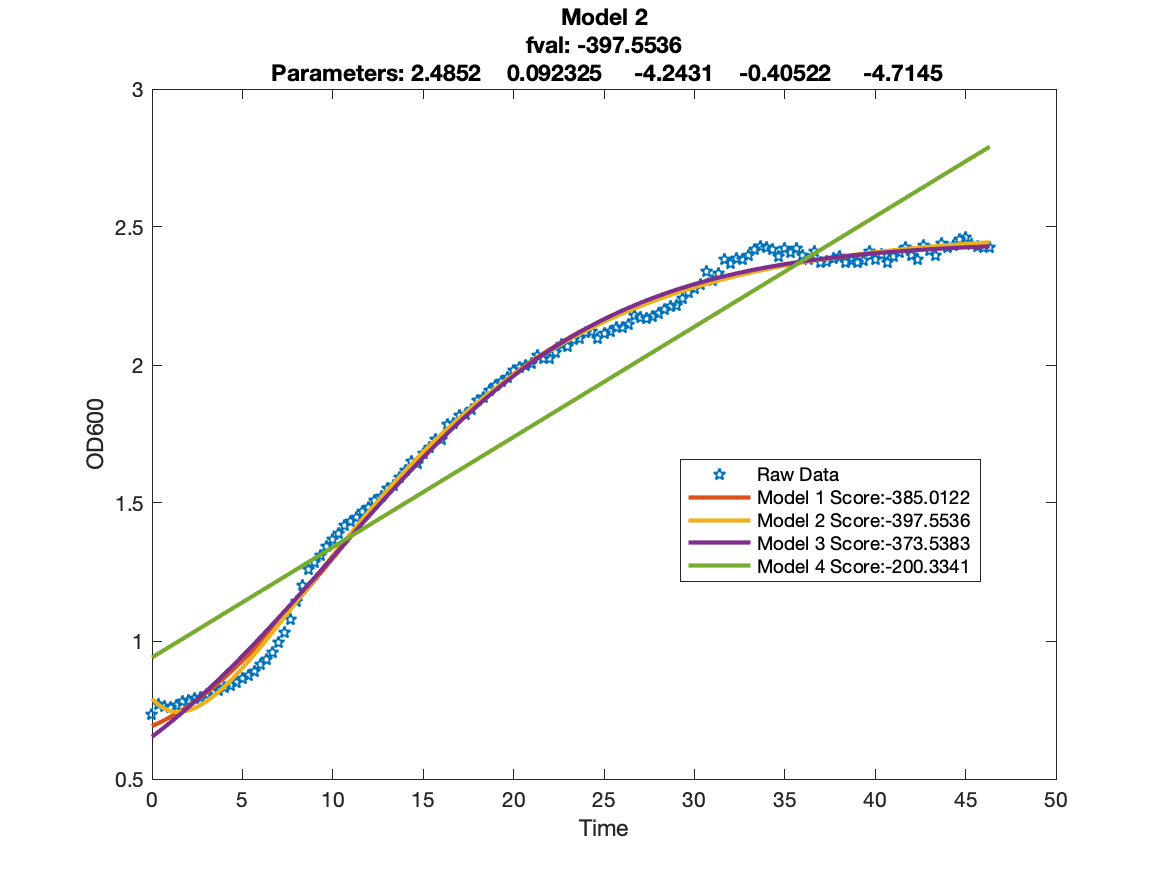 Model 2
fval: -397.5536
Parameters: 2.4852 0.092325 -4.2431 -0.40522 -4.7145
3
2.5
2
1.5
1
0.5
OD600
Raw Data
Model 1 Score:-385.0122
Model 2 Score:-397.5536
Model 3 Score:-373.5383
Model 4 Score:-200.3341
0 5 10 15 20 25 30 35 40 45 50
Time